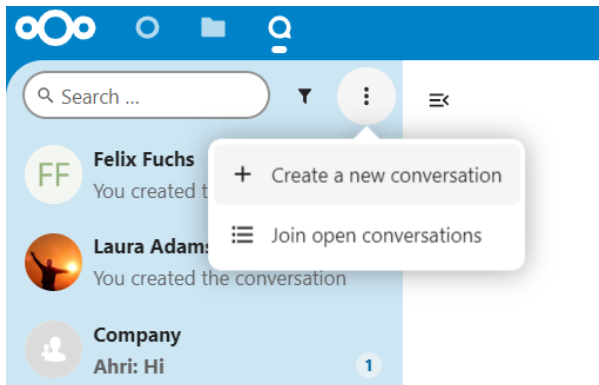 Search ...
FF
Felix Fuchs
You created t
Create a new conversation
Join open conversations
Laura Adams
You created the conversation
Company
Ahri: Hi
1